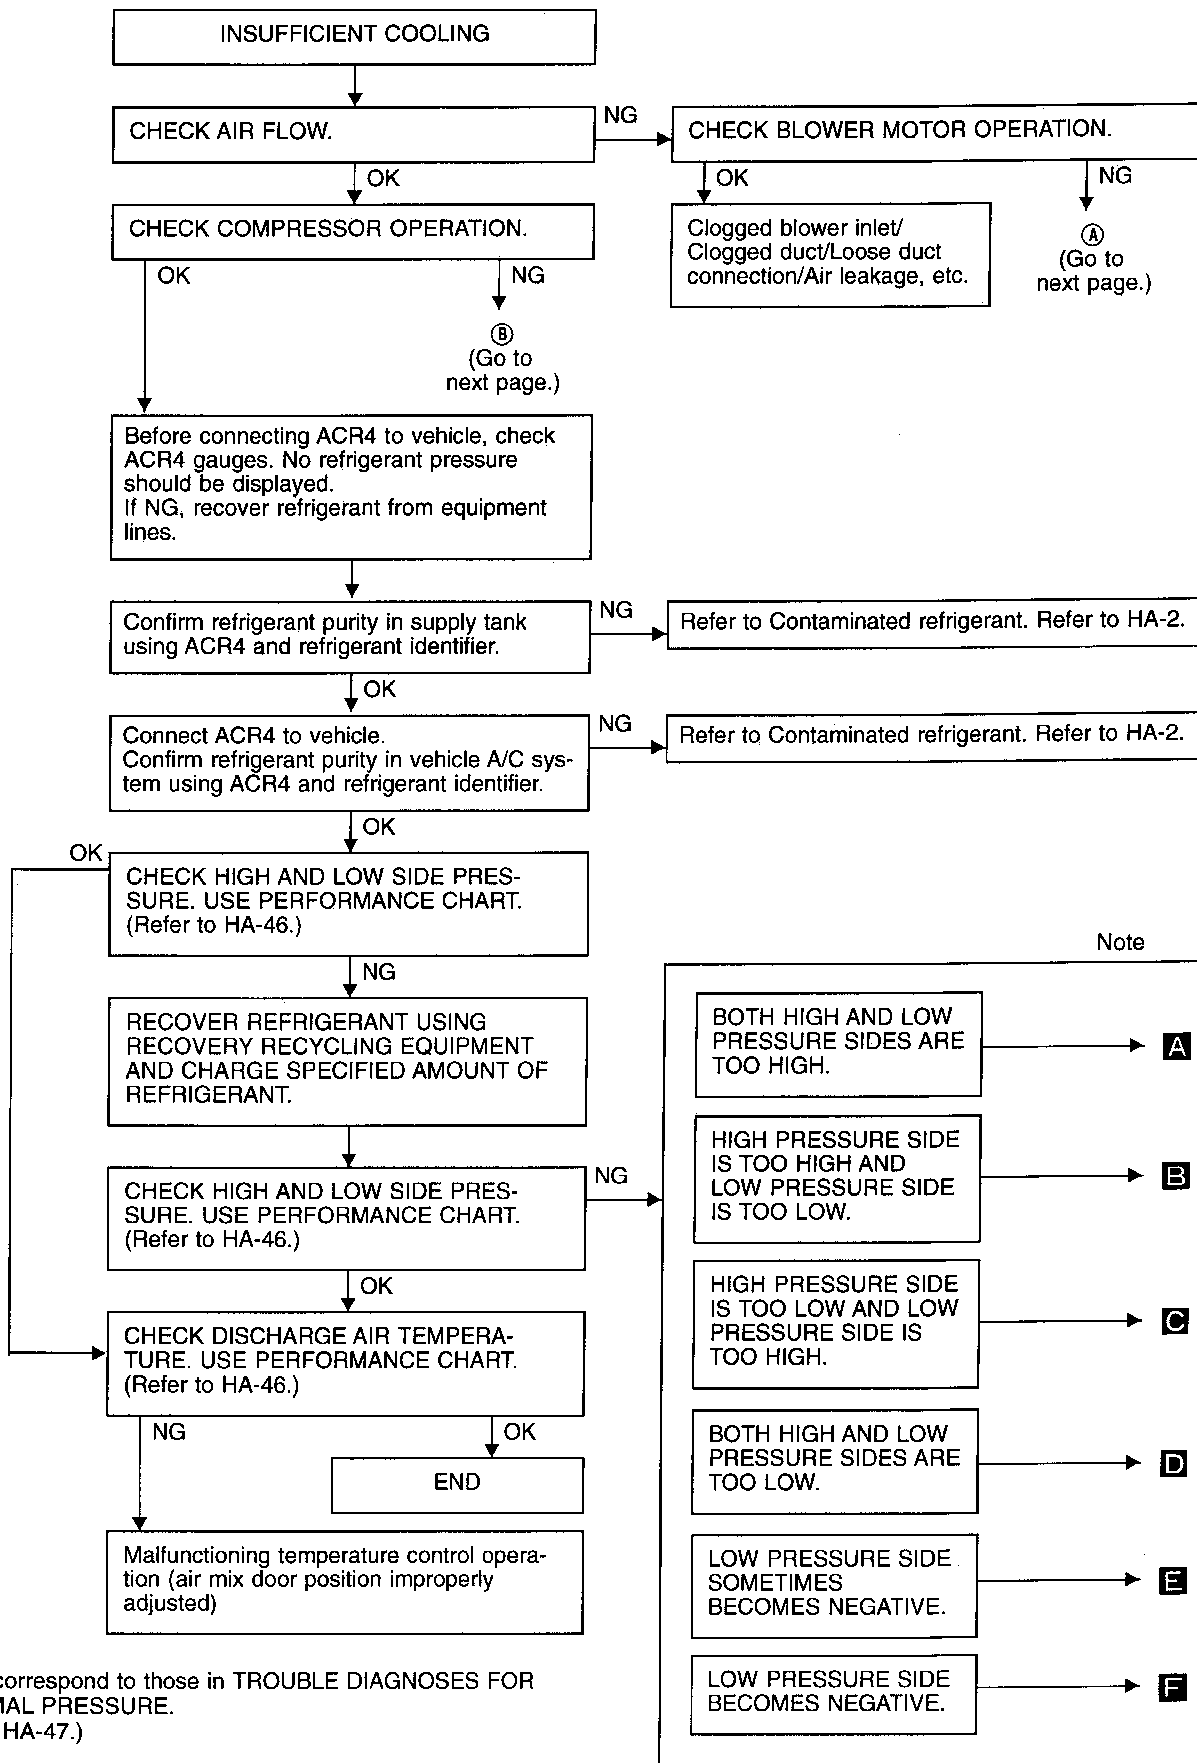 INSUFFICIENT COOLING
CHECK AIR FLOW.
NG
CHECK BLOWER MOTOR OPERATION.
OK
OK
NG
CHECK COMPRESSOR OPERATION.
Clogged blower inlet/
Clogged duct/Loose duct
connection/Air leakage, etc.
A
(Go to
next page.)
OK
NG
B
(Go to
next page.)
Before connecting ACR4 to vehicle, check
ACR4 gauges. No refrigerant pressure
should be displayed.
If NG, recover refrigerant from equipment
lines.
Confirm refrigerant purity in supply tank
using ACR4 and refrigerant identifier.
NG
Refer to Contaminated refrigerant. Refer to HA-2.
OK
Connect ACR4 to vehicle.
Confirm refrigerant purity in vehicle A/C sys-
tem using ACR4 and refrigerant identifier.
NG
Refer to Contaminated refrigerant. Refer to HA-2.
OK
OK
CHECK HIGH AND LOW SIDE PRES-
SURE. USE PERFORMANCE CHART.
(Refer to HA-46.)
NG
RECOVER REFRIGERANT USING
RECOVERY RECYCLING EQUIPMENT
AND CHARGE SPECIFIED AMOUNT OF
REFRIGERANT.
CHECK HIGH AND LOW SIDE PRES-
SURE. USE PERFORMANCE CHART.
(Refer to HA-46.)
NG
OK
CHECK DISCHARGE AIR TEMPERA-
TURE. USE PERFORMANCE CHART.
(Refer to HA-46.)
NG
OK
END
Malfunctioning temperature control opera-
tion (air mix door position improperly
adjusted)
Note
BOTH HIGH AND LOW
PRESSURE SIDES ARE
TOO HIGH.
A
HIGH PRESSURE SIDE
IS TOO HIGH AND
LOW PRESSURE SIDE
IS TOO LOW.
B
HIGH PRESSURE SIDE
IS TOO LOW AND LOW
PRESSURE SIDE IS
TOO HIGH.
C
BOTH HIGH AND LOW
PRESSURE SIDES ARE
TOO LOW.
D
LOW PRESSURE SIDE
SOMETIMES
BECOMES NEGATIVE.
E
LOW PRESSURE SIDE
BECOMES NEGATIVE.
F
correspond to those in TROUBLE DIAGNOSES FOR
MAL PRESSURE.
HA-47.)